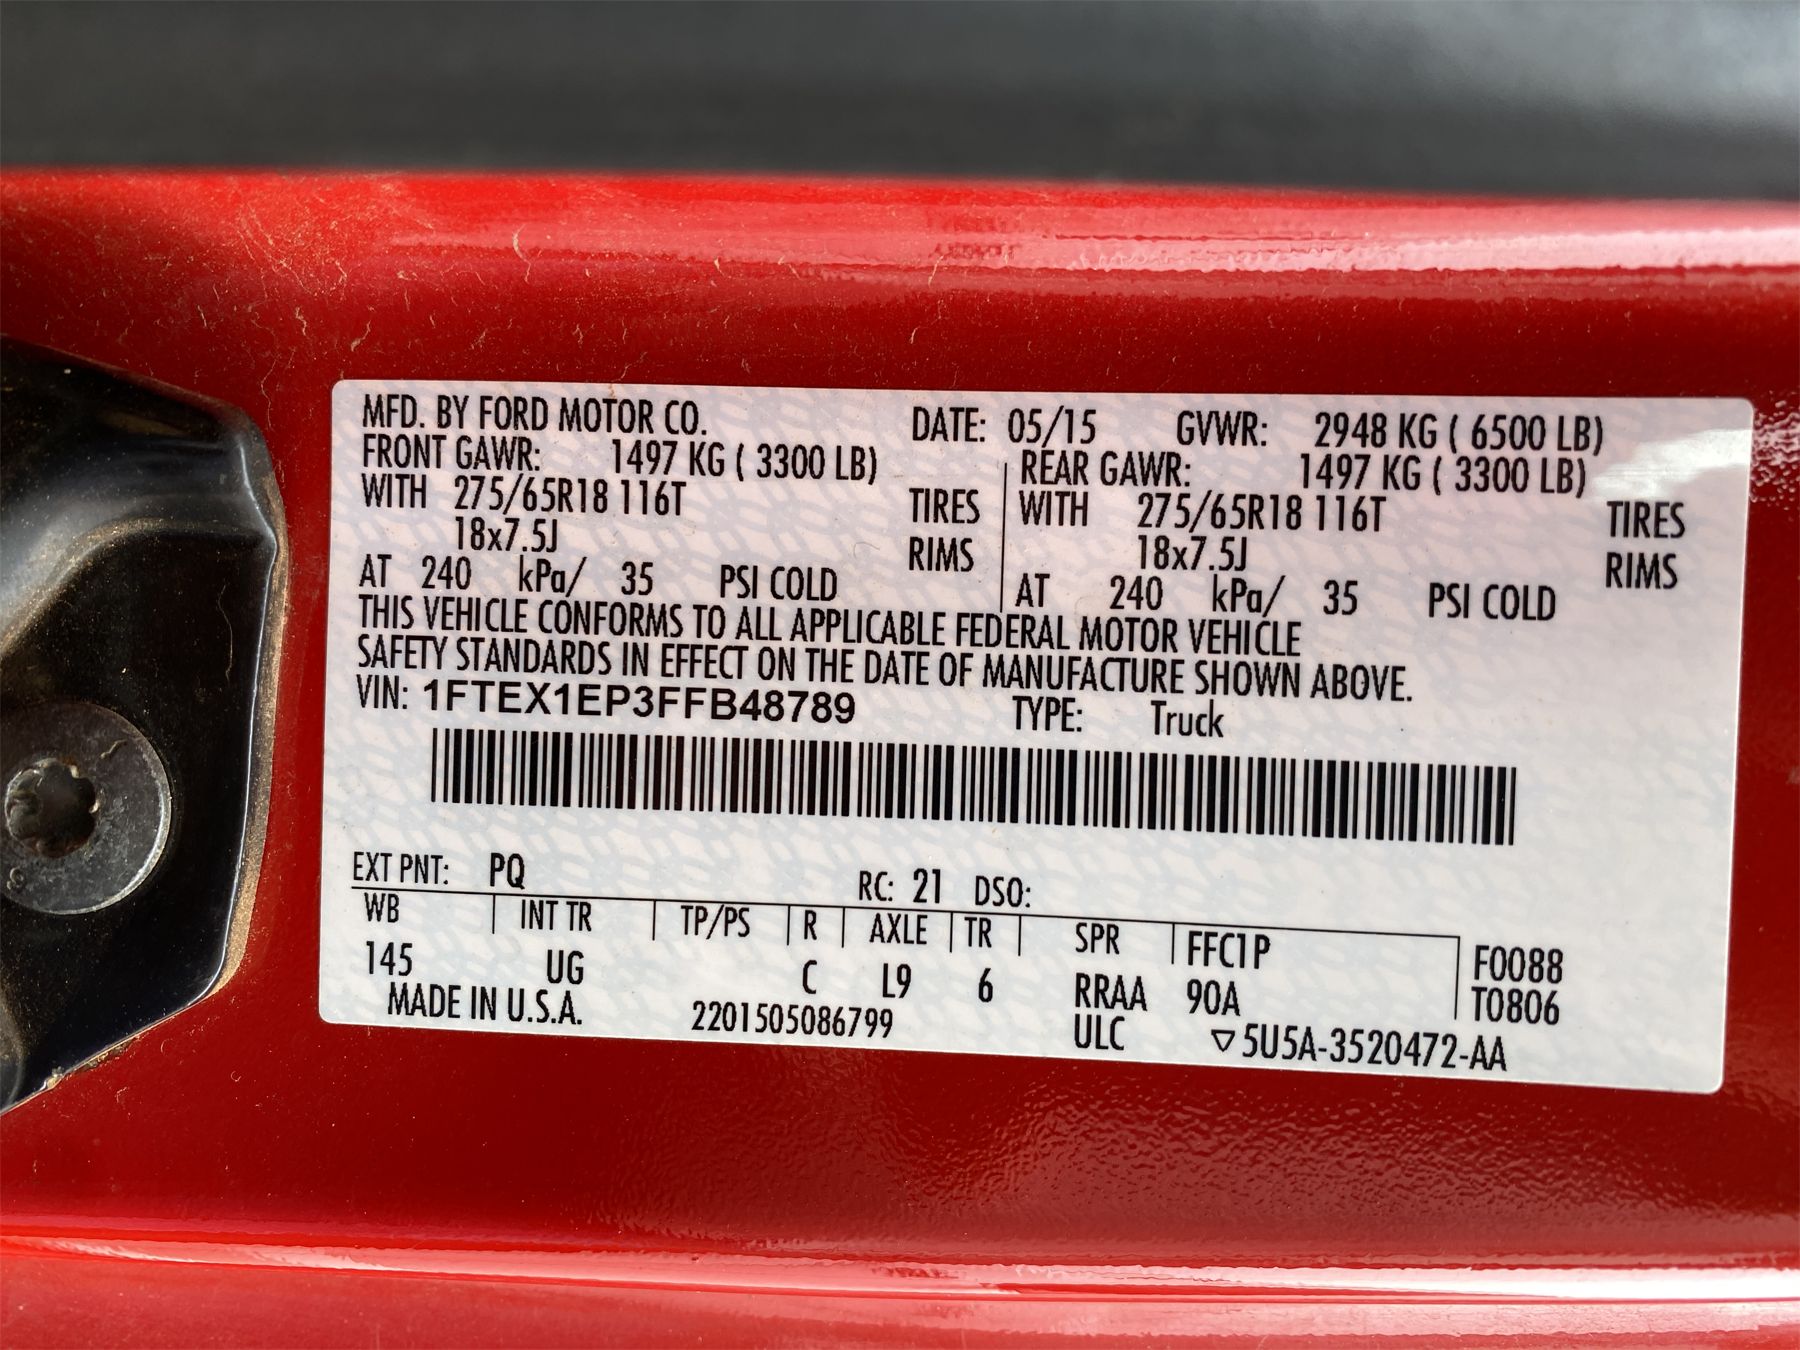 MFD. BY FORD MOTOR CO. DATE: 05/15 GVWR: 2948 KG ( 6500 LB)
FRONT GAWR: 1497 KG ( 3300 LB) REAR GAWR: 1497 KG ( 3300 LB)
WITH 275/65R18 116T TIRES WITH 275/65R18 116T TIRES
18x7.5J RIMS 18x7.5J RIMS
AT 240 kPa/ 35 PSI COLD AT 240 kPa/ 35 PSI COLD
THIS VEHICLE CONFORMS TO ALL APPLICABLE FEDERAL MOTOR VEHICLE
SAFETY STANDARDS IN EFFECT ON THE DATE OF MANUFACTURE SHOWN ABOVE.
VIN: 1FTEX1EP3FFB48789 TYPE: Truck
EXT PNT: PQ RC: 21 DSO:
WB INT TR TP/PS R AXLE TR SPR FFC1P F0088
145 UG C L9 6 RRAA 90A T0806
MADE IN U.S.A. 2201505086799 ULC ▽5U5A-3520472-AA